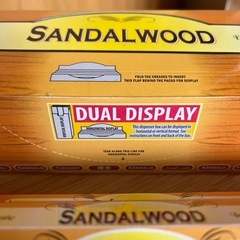 SANDALWOOD
FOLD THE CREASES TO INSERT
THIS FLAP BEHIND THE PACKS FOR DISPLAY
DUAL DISPLAY
HORIZONTAL DISPLAY
This dispenser box can be displayed in
horizontal or vertical format. See
instructions on front and back of the box.
TEAR ALONG THIS LINE FOR
HORIZONTAL DISPLAY
SANDALWOOD